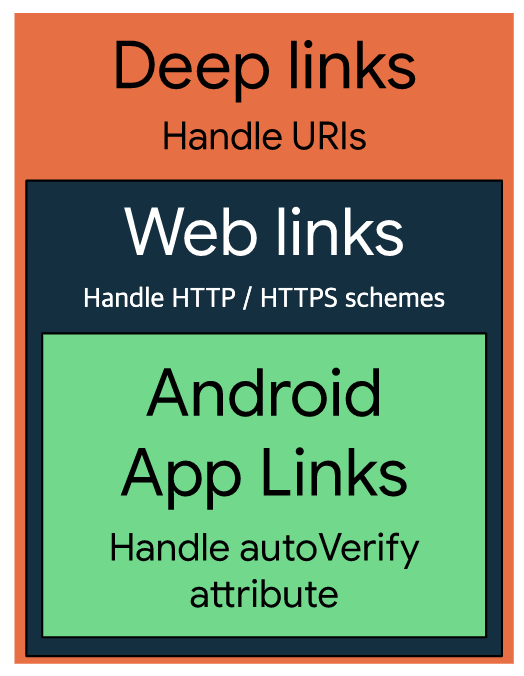 Deep links
Handle URIs
Web links
Handle HTTP / HTTPS schemes
Android
App Links
Handle autoVerify
attribute